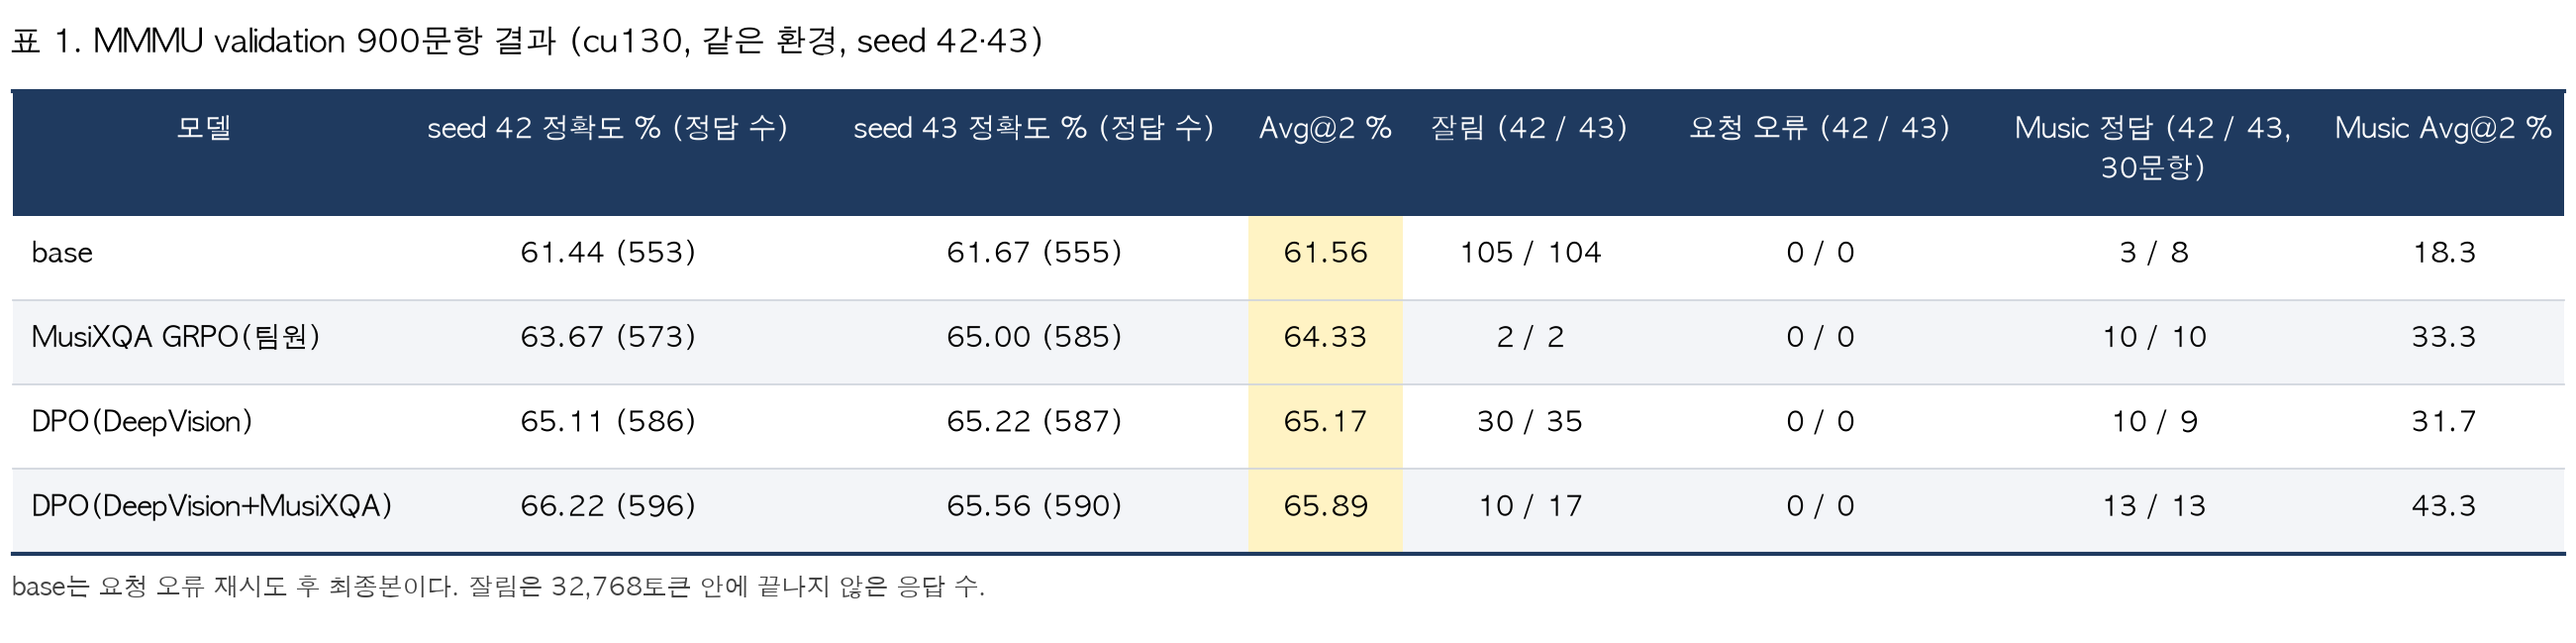 표 1. MMMU validation 900문항 결과 (cu130, 같은 환경, seed 42·43)
모델 seed 42 정확도 % (정답 수) seed 43 정확도 % (정답 수) Avg@2 % 잘림 (42 / 43) 요청 오류 (42 / 43) Music 정답 (42 / 43, Music Avg@2 %
30문항)
base 61.44 (553) 61.67 (555) 61.56 105 / 104 0 / 0 3 / 8 18.3
MusiXQA GRPO(팀원) 63.67 (573) 65.00 (585) 64.33 2 / 2 0 / 0 10 / 10 33.3
DPO(DeepVision) 65.11 (586) 65.22 (587) 65.17 30 / 35 0 / 0 10 / 9 31.7
DPO(DeepVision+MusiXQA) 66.22 (596) 65.56 (590) 65.89 10 / 17 0 / 0 13 / 13 43.3
base는 요청 오류 재시도 후 최종본이다. 잘림은 32,768토큰 안에 끝나지 않은 응답 수.